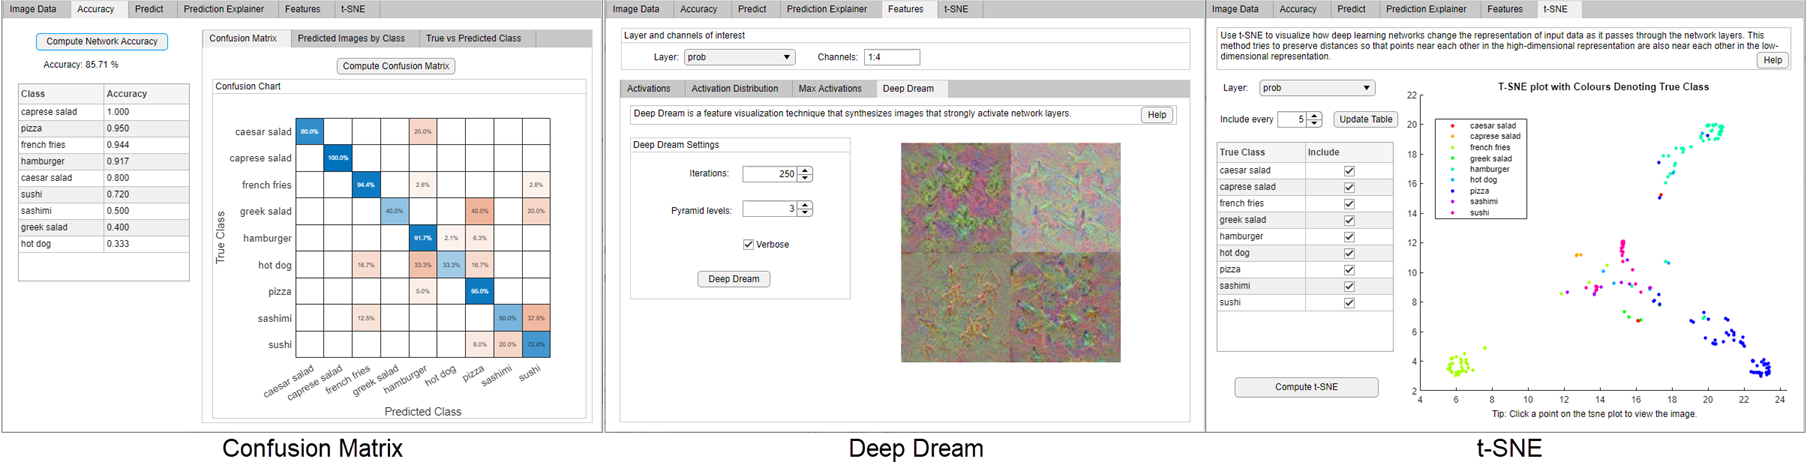 Image Data Accuracy Predict Prediction Explainer Features t-SNE
Compute Network Accuracy
Accuracy: 85.71 %
Class Accuracy
caprese salad 1.000
pizza 0.950
french fries 0.944
hamburger 0.917
caesar salad 0.800
sushi 0.720
sashimi 0.500
greek salad 0.400
hot dog 0.333
Confusion Matrix Predicted Images by Class True vs Predicted Class
Compute Confusion Matrix
Confusion Chart
True Class
caesar salad 80.0% 20.0%
caprese salad 100.0%
french fries 94.4% 2.8% 2.8%
greek salad 40.0% 40.0% 20.0%
hamburger 91.7% 2.1% 6.3%
hot dog 16.7% 33.3% 33.3% 16.7%
pizza 5.0% 95.0%
sashimi 12.5% 50.0% 37.5%
sushi 8.0% 20.0% 72.0%
caesar salad caprese salad french fries greek salad hamburger hot dog pizza sashimi sushi
Predicted Class
Confusion Matrix
Image Data Accuracy Predict Prediction Explainer Features t-SNE
Layer and channels of interest
Layer: prob Channels: 1:4
Activations Activation Distribution Max Activations Deep Dream
Deep Dream is a feature visualization technique that synthesizes images that strongly activate network layers.
Help
Deep Dream Settings
Iterations: 250
Pyramid levels: 3
Verbose
Deep Dream
Deep Dream
Image Data Accuracy Predict Prediction Explainer Features t-SNE
Use t-SNE to visualize how deep learning networks change the representation of input data as it passes through the network layers. This
method tries to preserve distances so that points near each other in the high-dimensional representation are also near each other in the low-
dimensional representation.
Help
Layer: prob
Include every 5 Update Table
True Class Include
caesar salad
caprese salad
french fries
greek salad
hamburger
hot dog
pizza
sashimi
sushi
Compute t-SNE
T-SNE plot with Colours Denoting True Class
22
20
18
16
14
12
10
8
6
4
2
caesar salad
caprese salad
french fries
greek salad
hamburger
hot dog
pizza
sashimi
sushi
4 6 8 10 12 14 16 18 20 22 24
Tip: Click a point on the tsne plot to view the image.
t-SNE